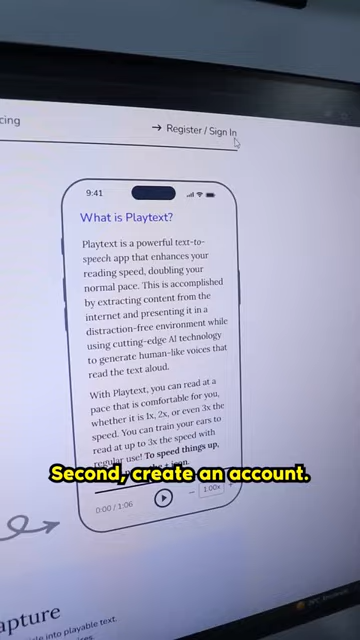 cing
→ Register / Sign In
9:41
What is Playtext?
Playtext is a powerful text-to-
speech app that enhances your
reading speed, doubling your
normal pace. This is accomplished
by extracting content from the
internet and presenting it in a
distraction-free environment while
using cutting-edge AI technology
to generate human-like voices that
read the text aloud.
With Playtext, you can read at a
pace that is comfortable for you,
whether it is 1x, 2x, or even 3x the
speed. You can train your ears to
read at up to 3x the speed with
regular use! To speed things up,
the + icon.
Second, create an account.
0:00 / 1:06
− 1.00x +
apture
into playable text.